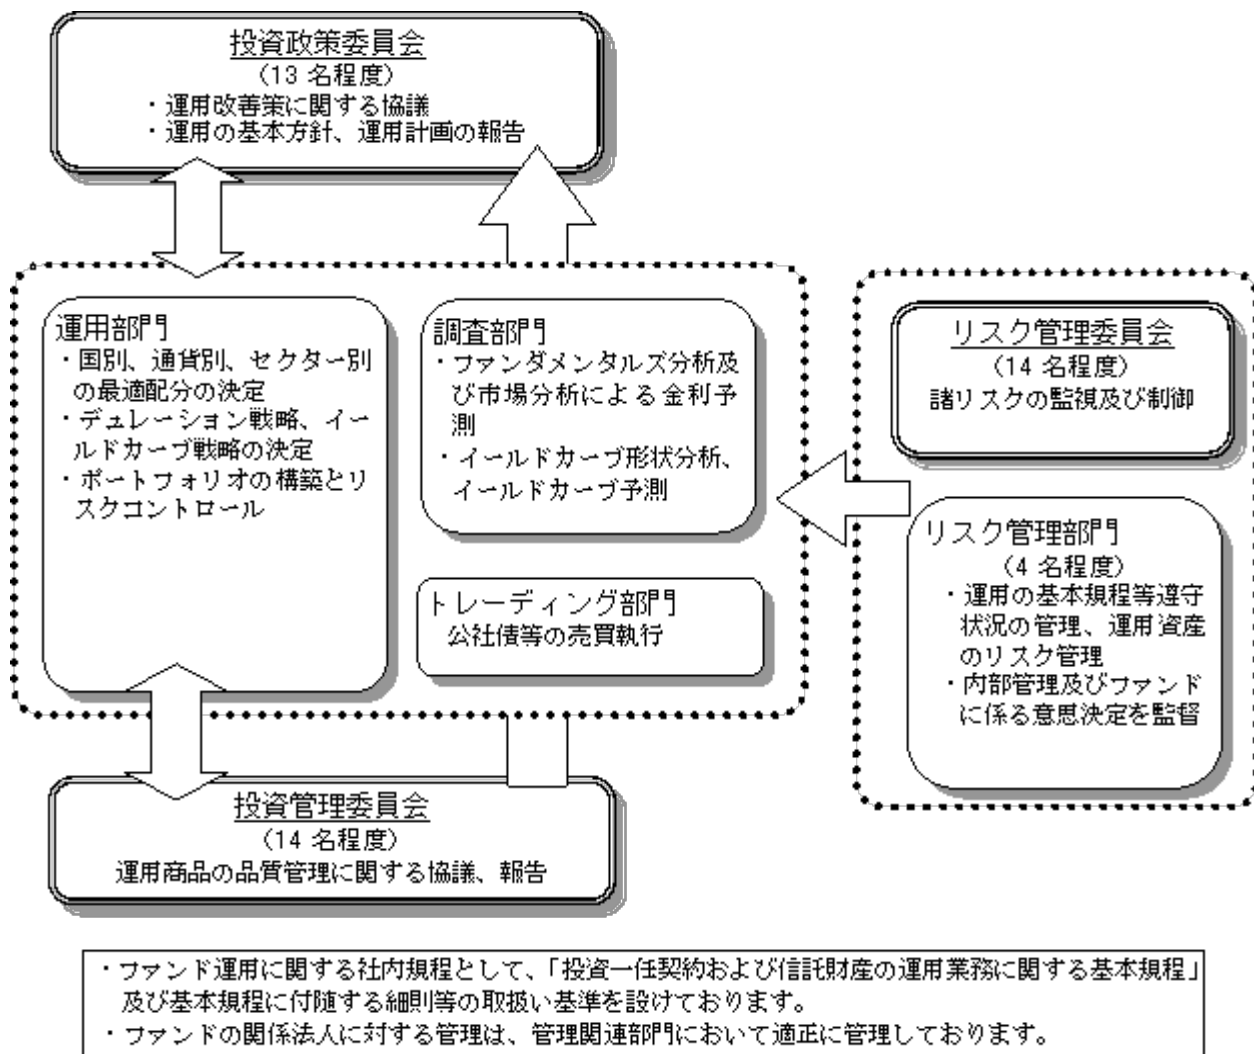 投資政策委員会
(13 名程度)
・運用改善策に関する協議
・運用の基本方針、運用計画の報告
運用部門
・国別、通貨別、セクター別
の最適配分の決定
・デュレーション戦略、イー
ルドカーブ戦略の決定
・ポートフォリオの構築とリ
スクコントロール
調査部門
・ファンダメンタルズ分析及
び市場分析による金利予
測
・イールドカーブ形状分析、
イールドカーブ予測
トレーディング部門
公社債等の売買執行
リスク管理委員会
(14 名程度)
諸リスクの監視及び制御
リスク管理部門
(4 名程度)
・運用の基本規程等遵守
状況の管理、運用資産
のリスク管理
・内部管理及びファンド
に係る意思決定を監督
投資管理委員会
(14 名程度)
運用商品の品質管理に関する協議、報告
・ファンド運用に関する社内規程として、「投資一任契約および信託財産の運用業務に関する基本規程」
及び基本規程に付随する細則等の取扱い基準を設けております。
・ファンドの関係法人に対する管理は、管理関連部門において適正に管理しております。